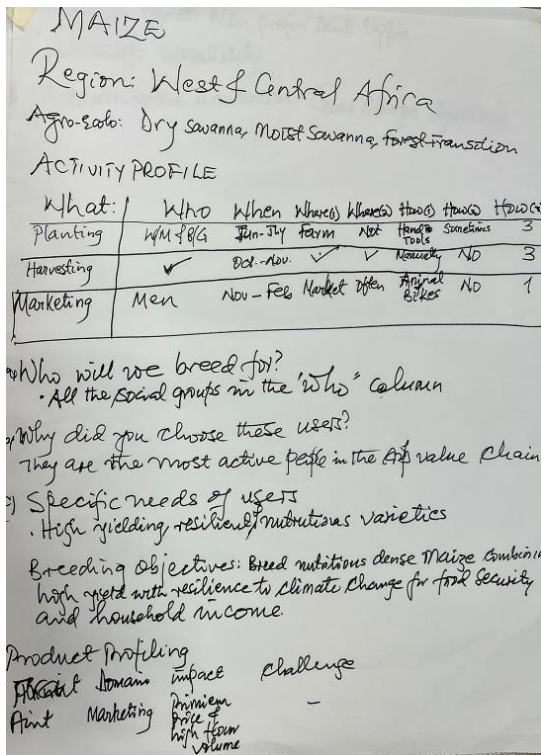 MAIZE
Region: West & Central Africa
Agro-Ecolo: Dry Savanna, Moist Savanna, Forest Transition
ACTIVITY PROFILE
What: Who When Where(1) Where(2) How(1) How(2) How(3)
Planting W/M & B/G Jun-Jly Farm Not Hand Tools Sometimes 3
Harvesting ✓ Oct.-Nov. ✓ ✓ Manually NO 3
Marketing Men Nov-Feb Market Often Animal Bikes NO 1
Who will we breed for?
· All the social groups in the "Who" column
Why did you choose these users?
They are the most active people in the value chain
c) Specific needs of users
· High yielding, resilient, nutritious varieties
Breeding objectives: Breed nutritious dense Maize combin
high yield with resilience to climate change for food security
and household income.
Product Profiling
Domain impact challenge
Marketing Premium price & high flour volume -